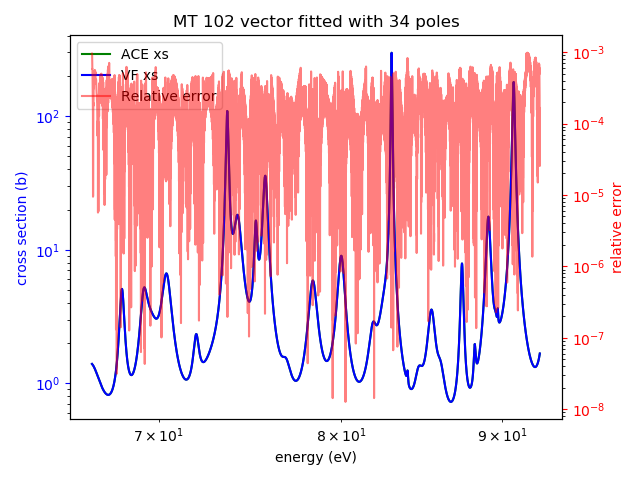 MT 102 vector fitted with 34 poles
ACE xs
VF xs
Relative error
cross section (b)
10²
10¹
10⁰
10⁻³
10⁻⁴
10⁻⁵
10⁻⁶
10⁻⁷
10⁻⁸
relative error
7 × 10¹ 8 × 10¹ 9 × 10¹
energy (eV)